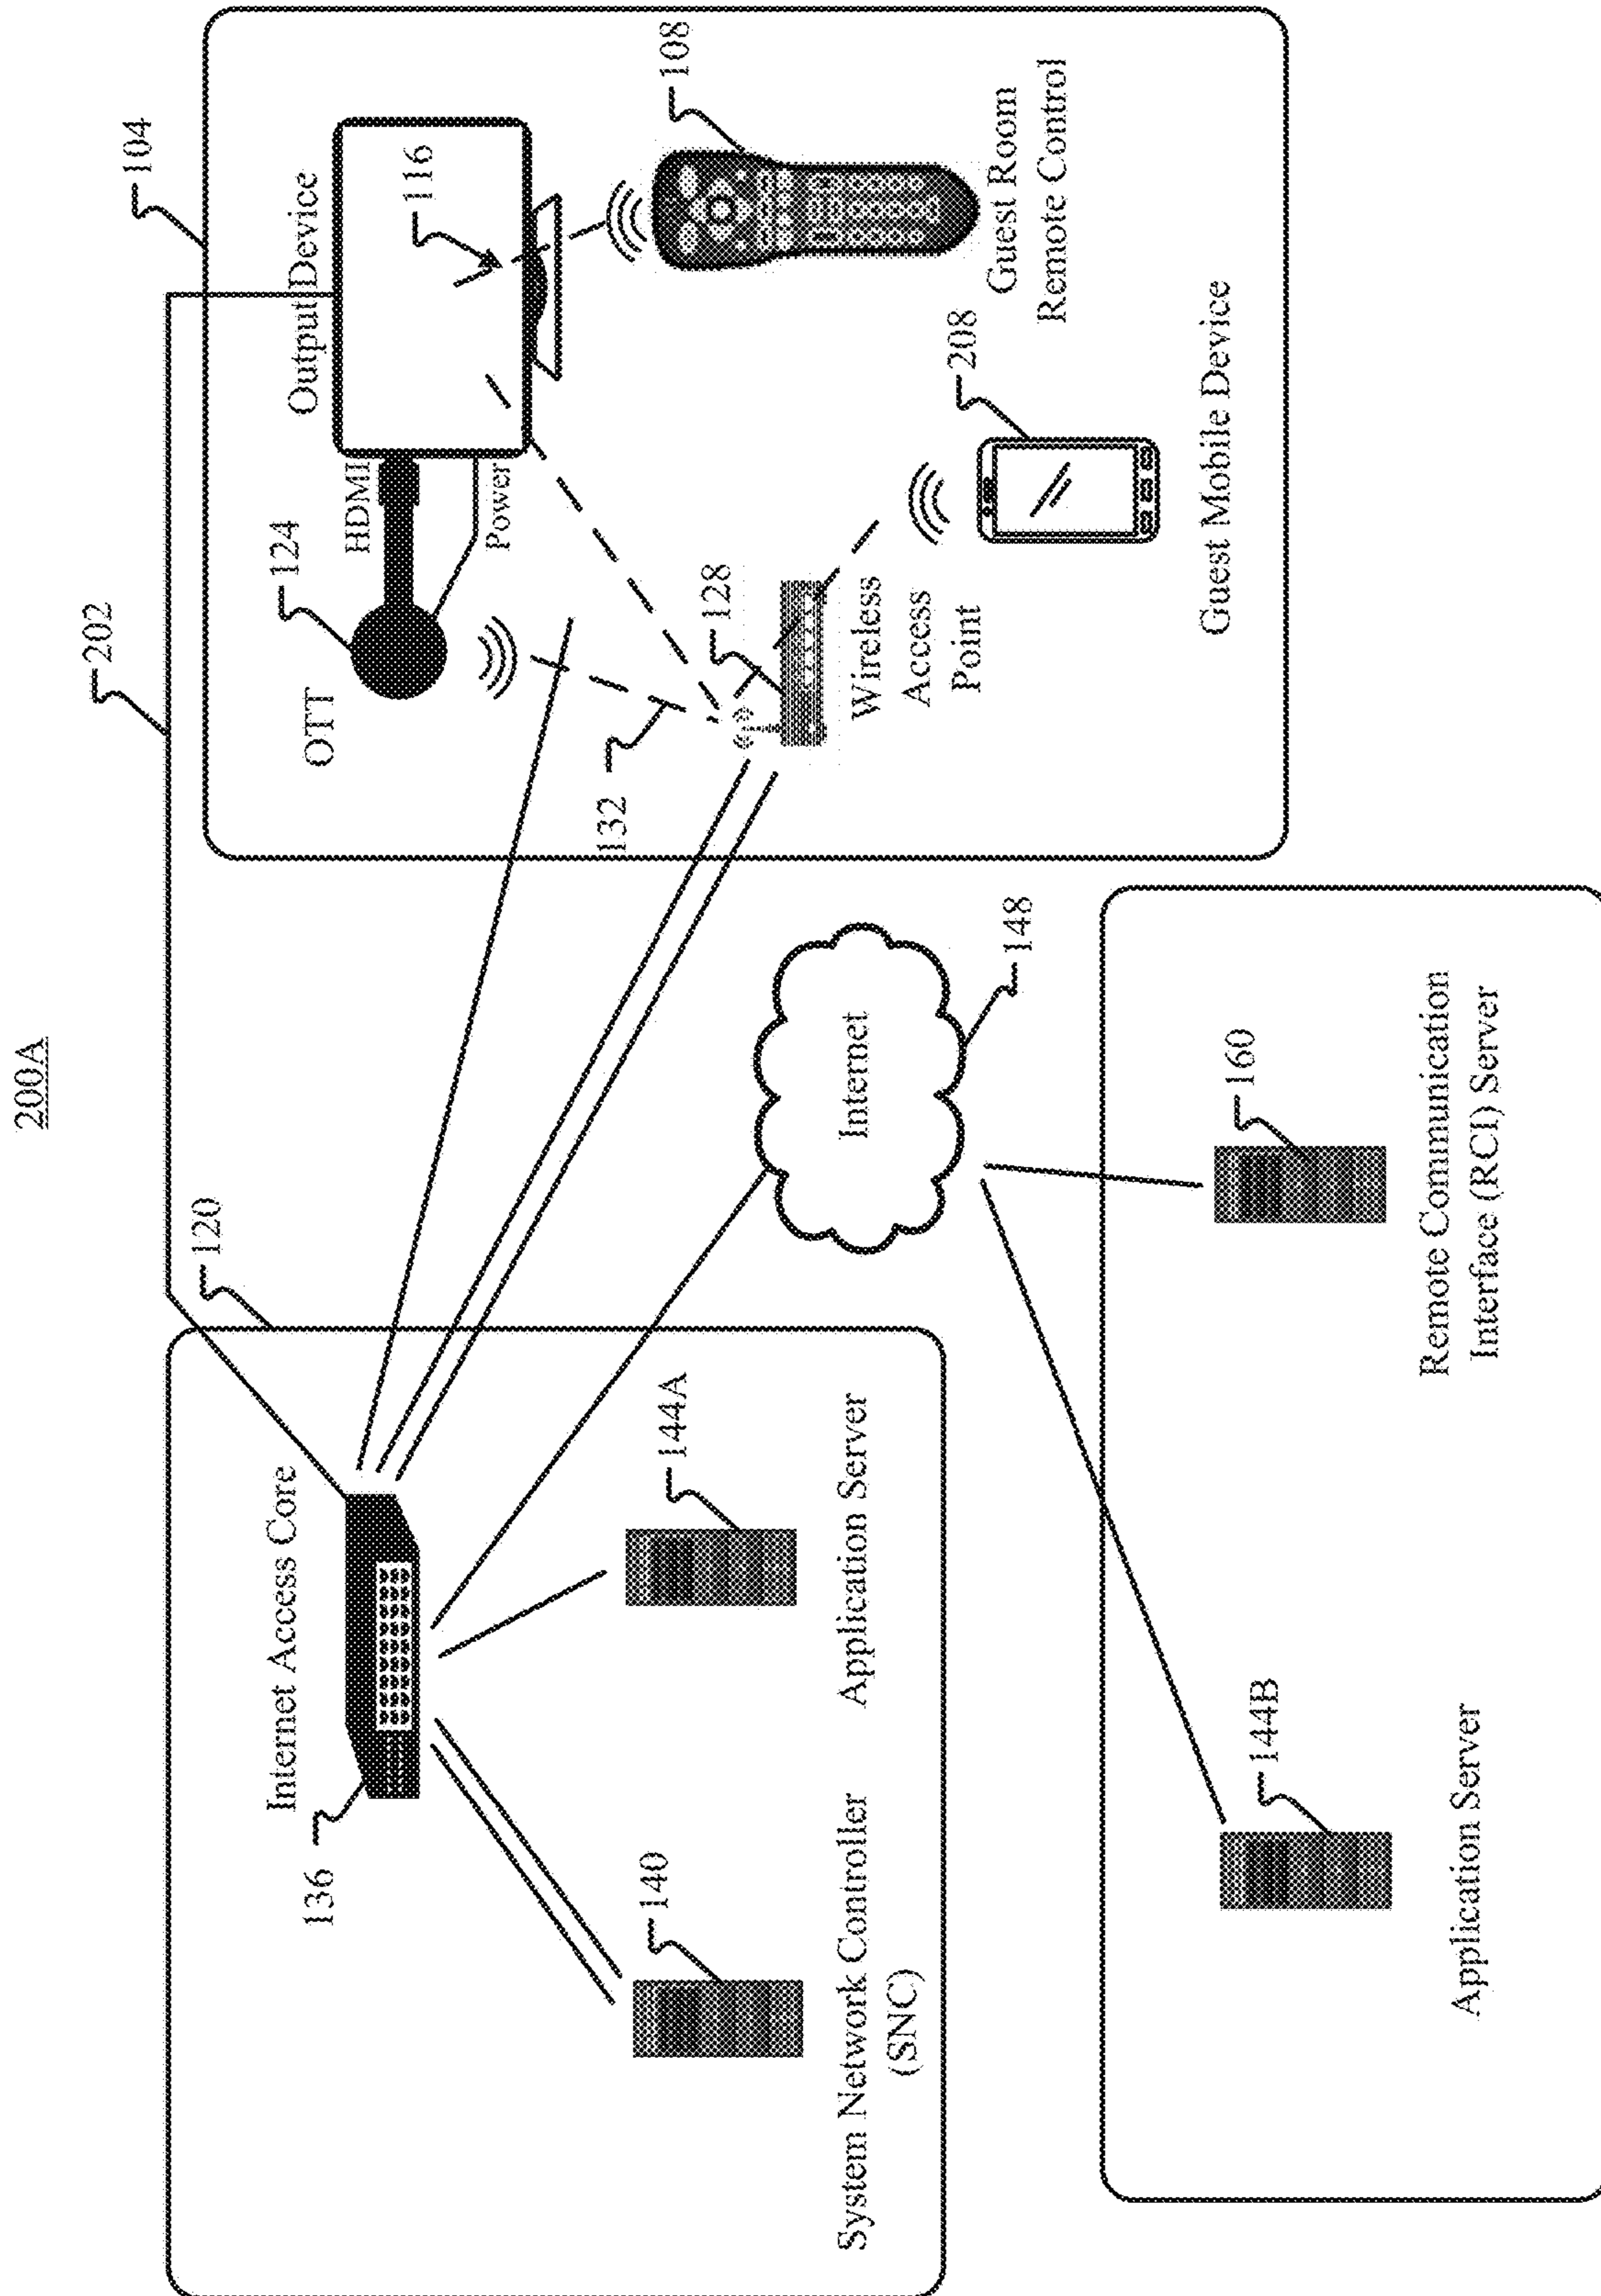 200A
202
104
120
Output Device
116
108
HDMI
Power
124
OTT
132
128
Wireless
Access
Point
208
Guest Room
Remote Control
Guest Mobile Device
Internet Access Core
136
144A
Application Server
140
System Network Controller
(SNC)
Internet
148
160
Remote Communication
Interface (RCI) Server
144B
Application Server